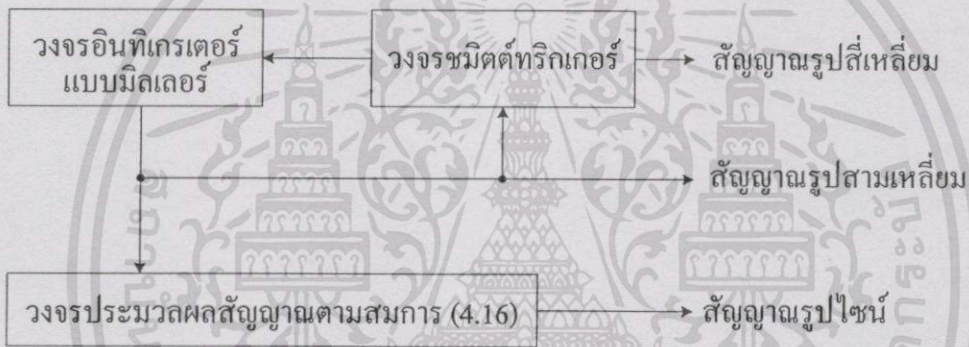 วงจรอินทิเกรเตอร์
แบบมิลเลอร์
วงจรชมิตต์ทริกเกอร์
สัญญาณรูปสี่เหลี่ยม
สัญญาณรูปสามเหลี่ยม
วงจรประมวลผลสัญญาณตามสมการ (4.16)
สัญญาณรูปไซน์